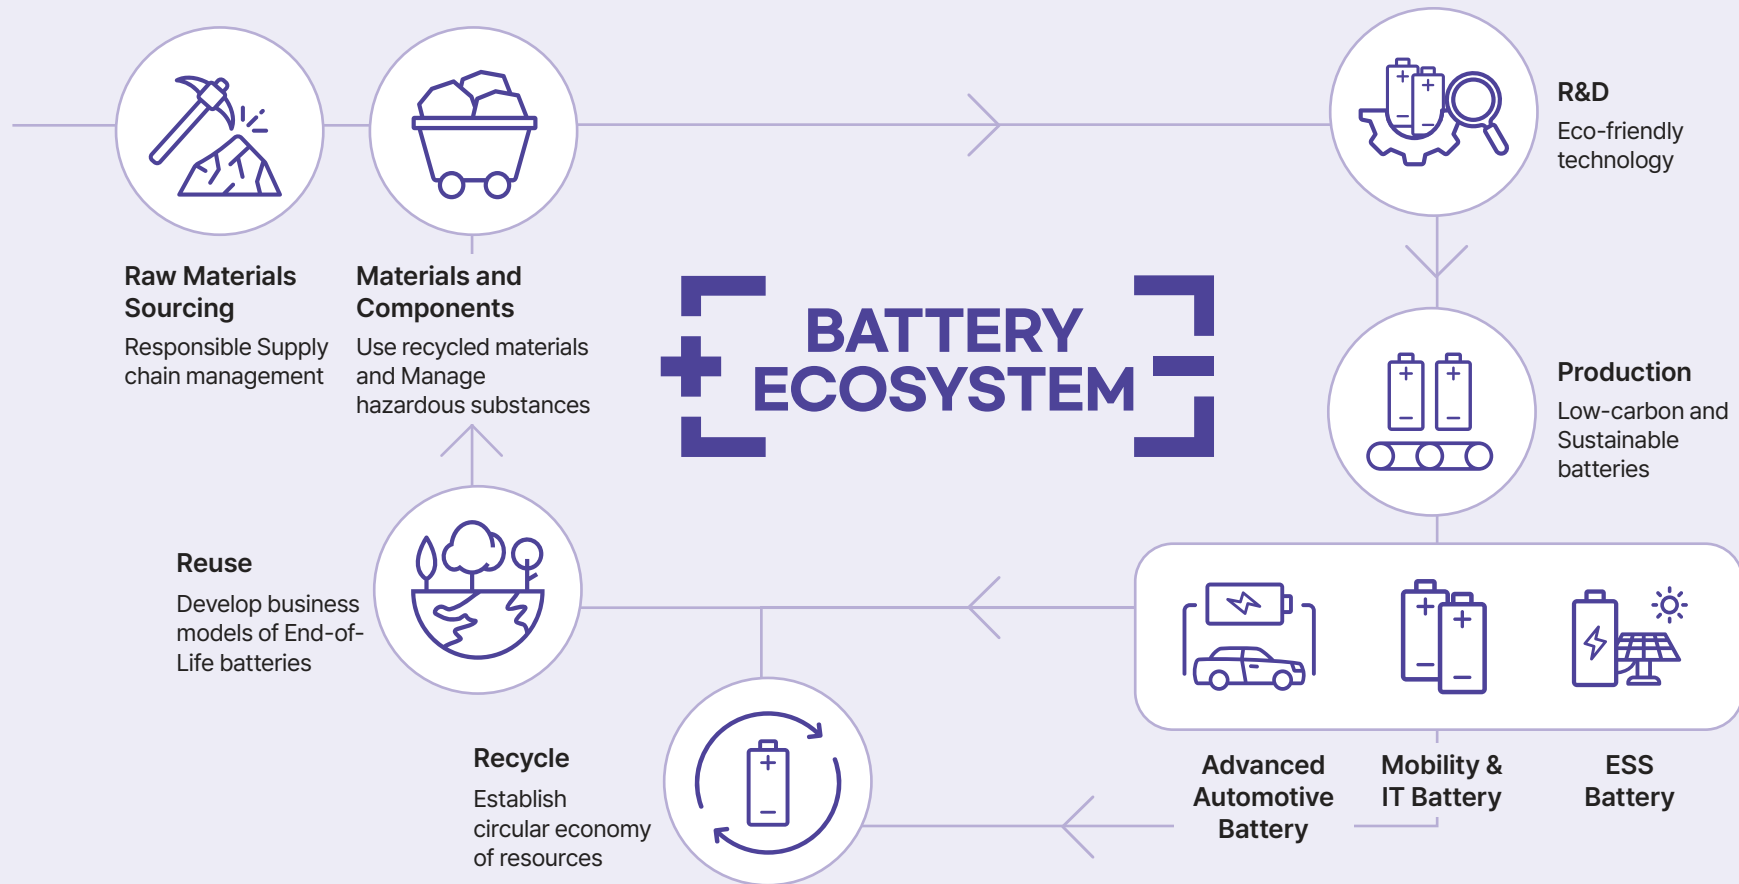 R&D
Eco-friendly
technology
Raw Materials
Sourcing
Responsible Supply
chain management
Materials and
Components
Use recycled materials
and Manage
hazardous substances
BATTERY
ECOSYSTEM
Production
Low-carbon and
Sustainable
batteries
Reuse
Develop business
models of End-of-
Life batteries
Recycle
Establish
circular economy
of resources
Advanced
Automotive
Battery
Mobility &
IT Battery
ESS
Battery